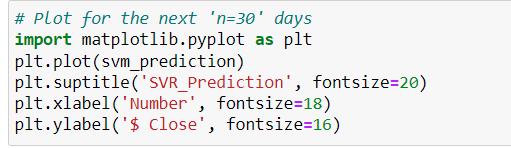 # Plot for the next 'n=30' days
import matplotlib.pyplot as plt
plt.plot(svm_prediction)
plt.suptitle('SVR_Prediction', fontsize=20)
plt.xlabel('Number', fontsize=18)
plt.ylabel('$ Close', fontsize=16)